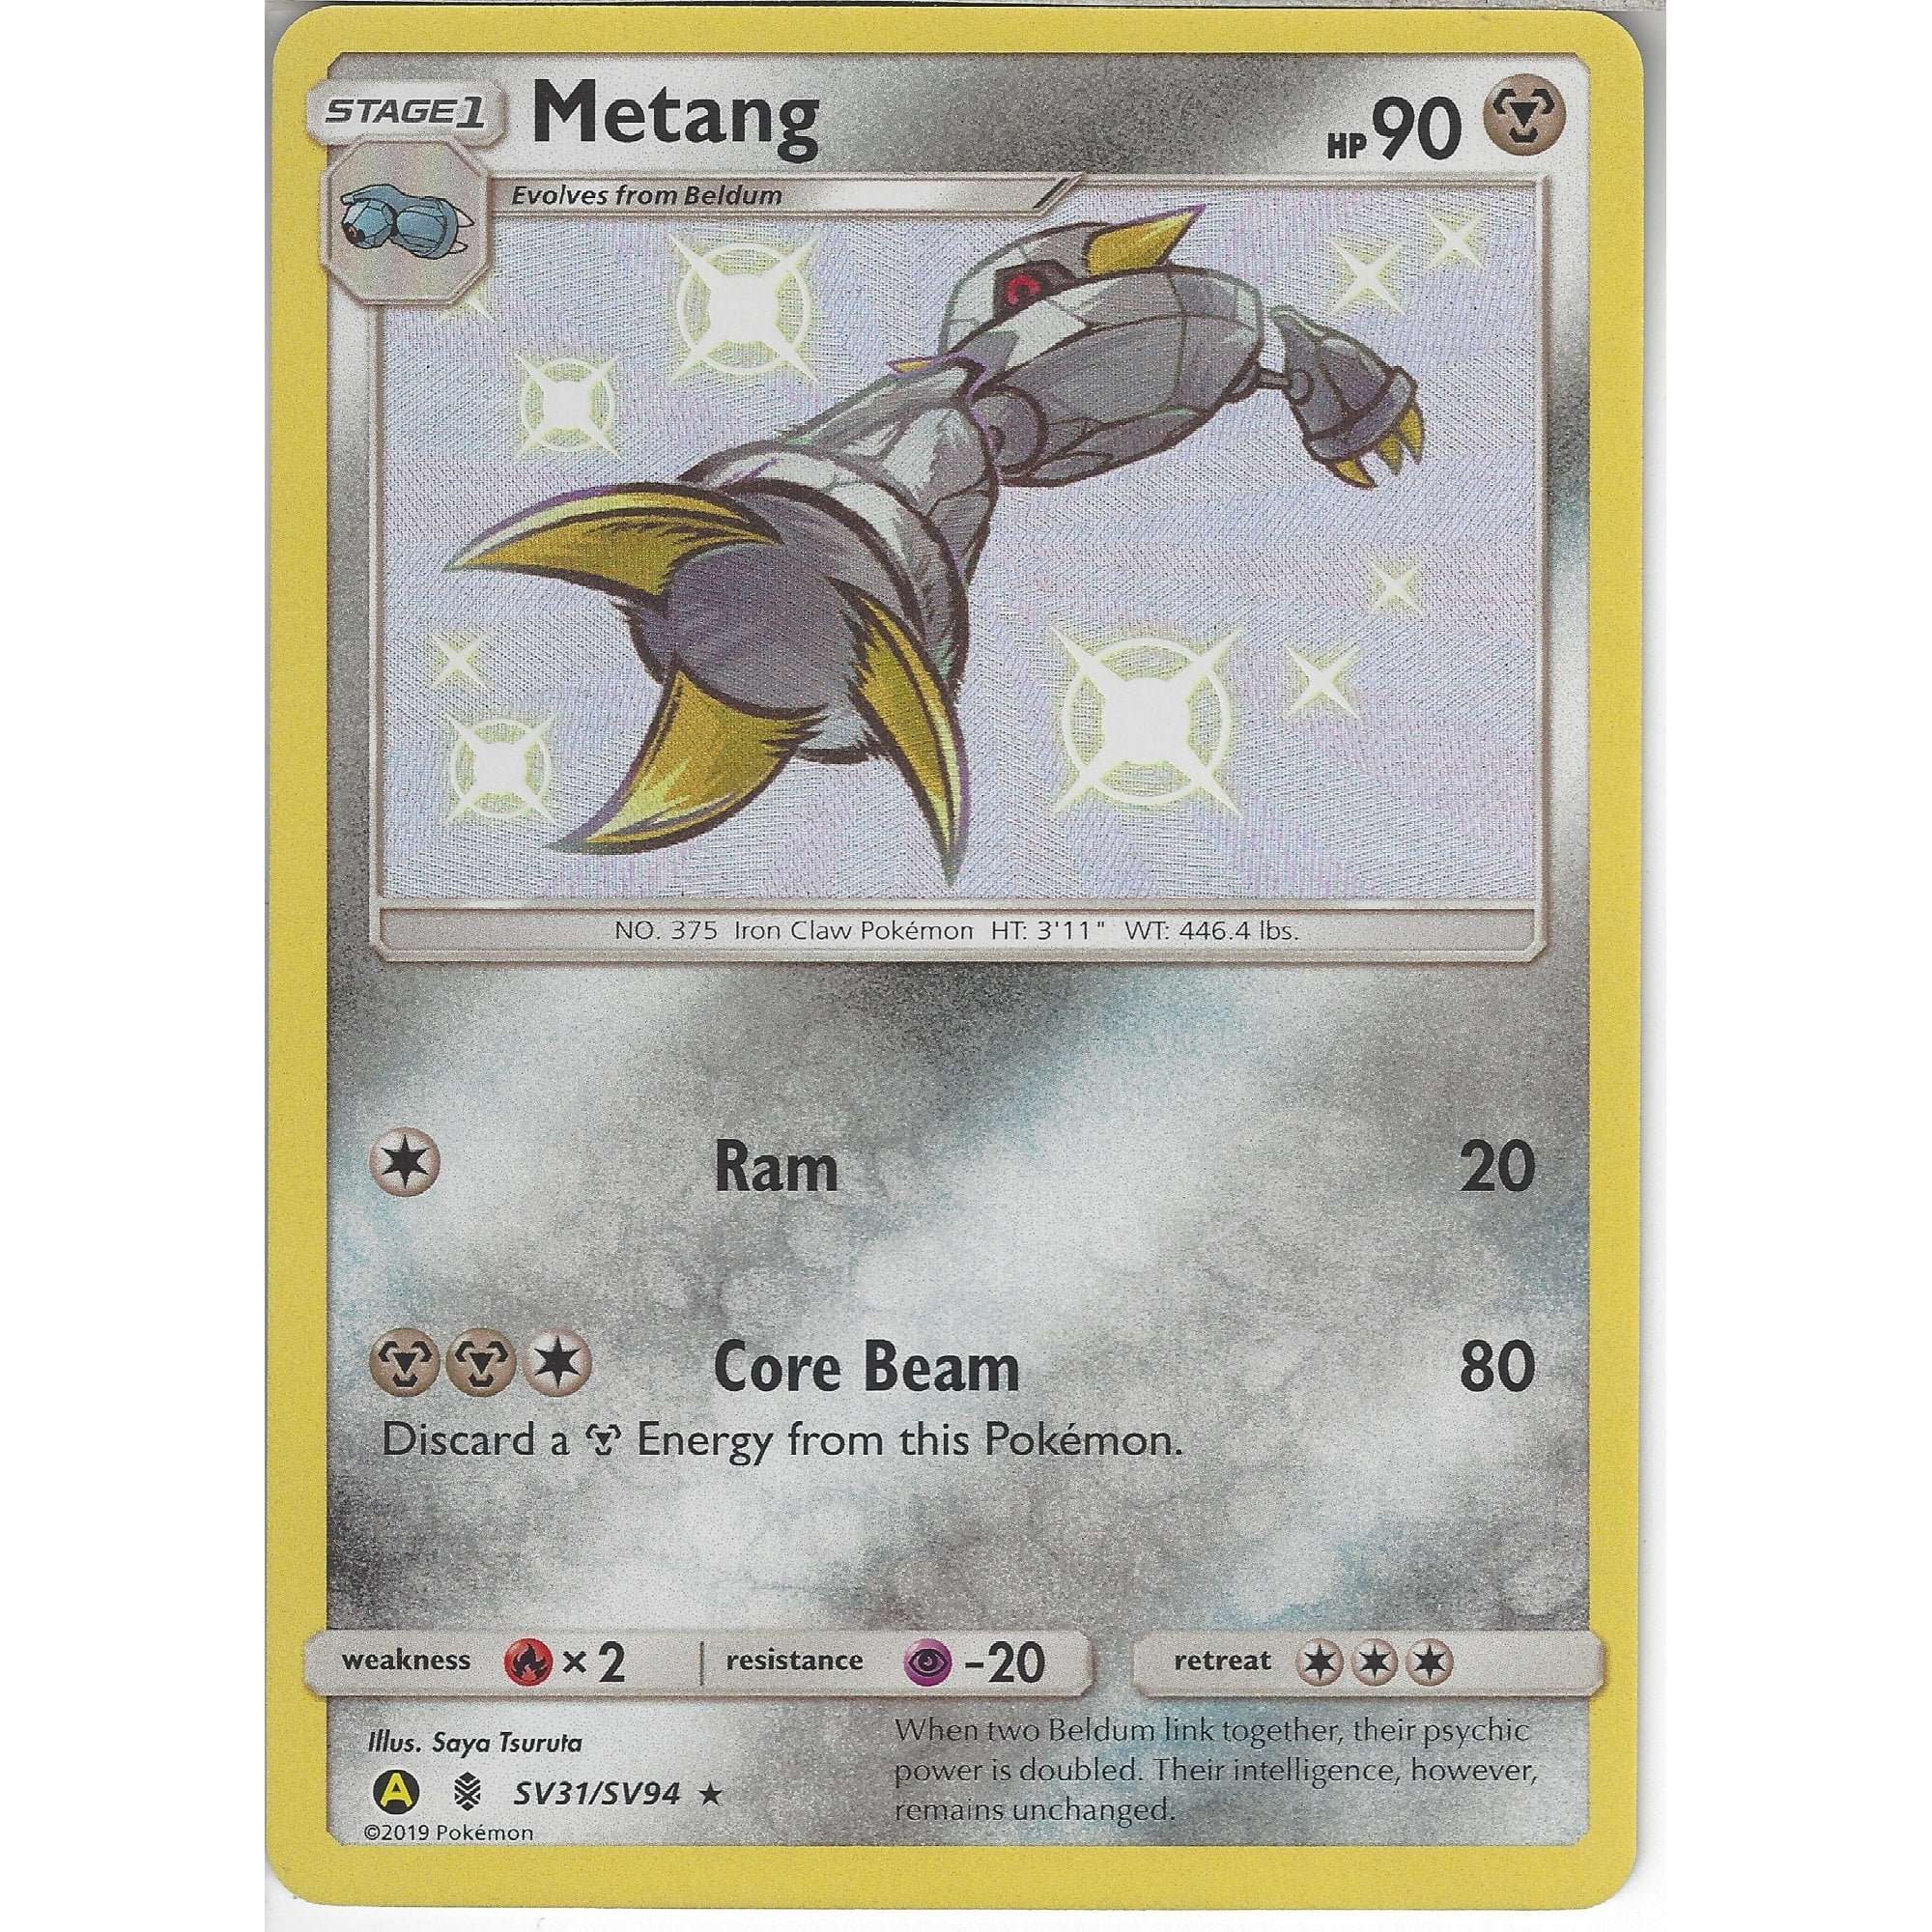 STAGE1 Metang HP 90
Evolves from Beldum
NO. 375 Iron Claw Pokémon HT: 3'11" WT: 446.4 lbs.
Ram 20
Core Beam 80
Discard a Energy from this Pokémon.
weakness ×2 resistance -20 retreat
Illus. Saya Tsuruta
A SV31/SV94
©2019 Pokémon
When two Beldum link together, their psychic
power is doubled. Their intelligence, however,
remains unchanged.